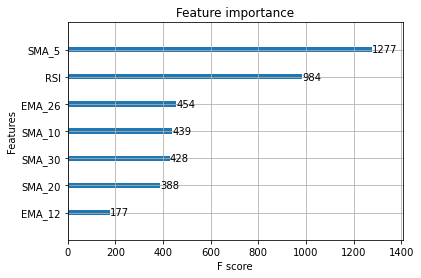 Feature importance
SMA_5 1277
RSI 984
EMA_26 454
SMA_10 439
SMA_30 428
SMA_20 388
EMA_12 177
Features
0 200 400 600 800 1000 1200 1400
F score